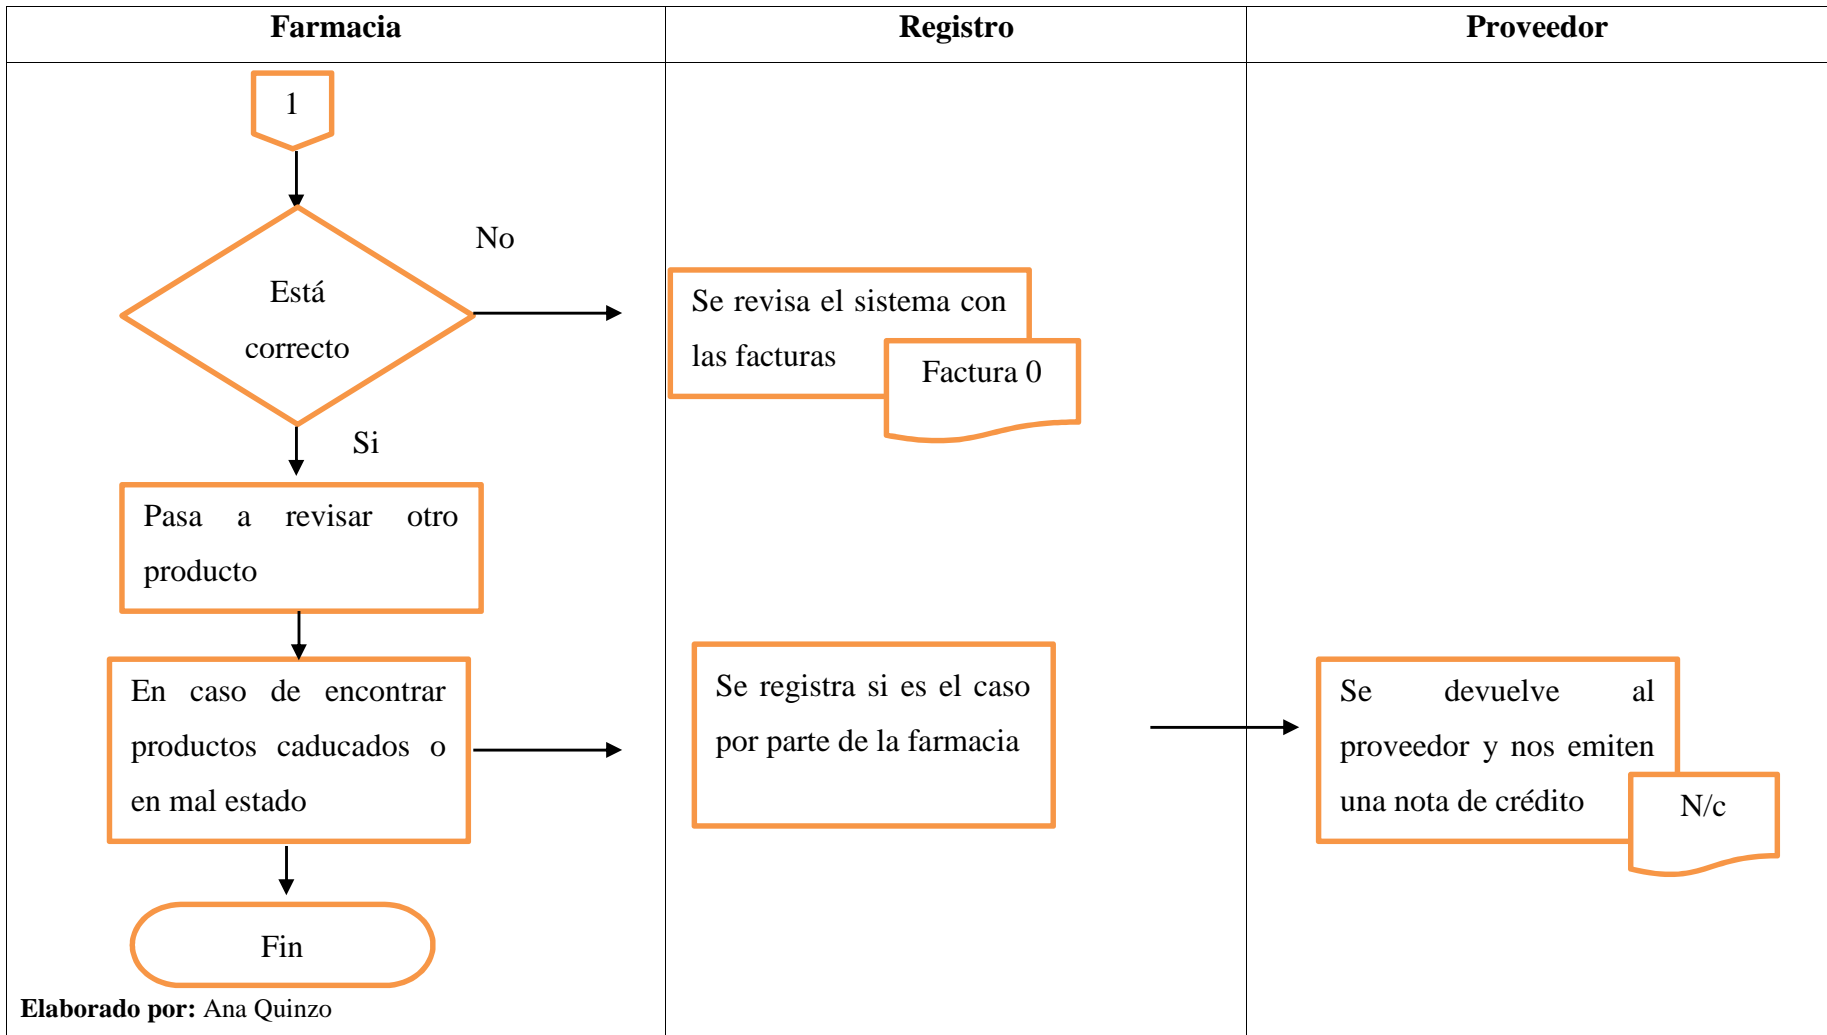 Farmacia
Registro
Proveedor
1
No
Está
correcto
Se revisa el sistema con
las facturas
Factura 0
Si
Pasa a revisar otro
producto
En caso de encontrar
productos caducados o
en mal estado
Se registra si es el caso
por parte de la farmacia
Se devuelve al
proveedor y nos emiten
una nota de crédito
N/c
Fin
Elaborado por: Ana Quinzo